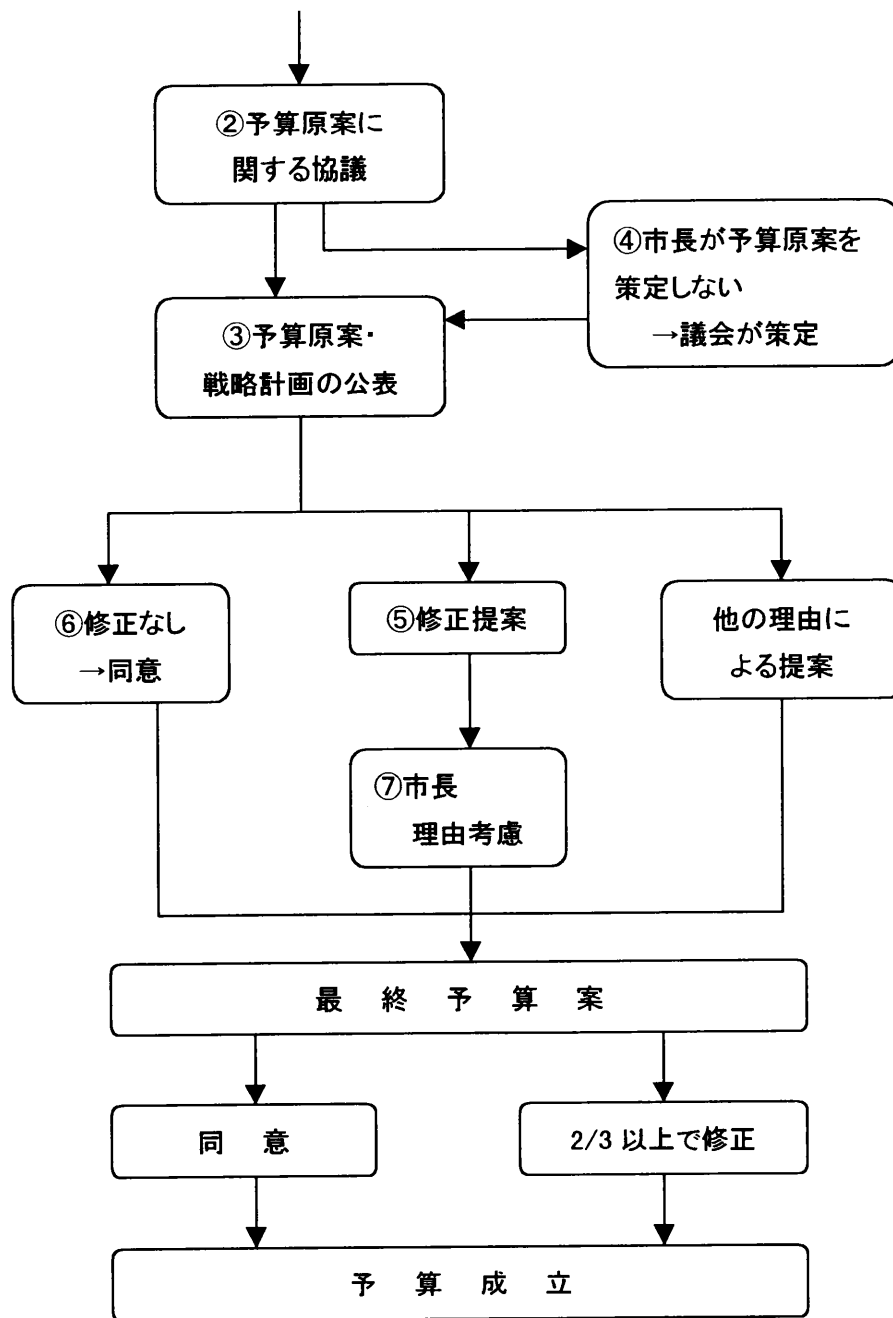 ②予算原案に
関する協議
④市長が予算原案を
策定しない
→議会が策定
③予算原案・
戦略計画の公表
⑥修正なし
→同意
⑤修正提案
他の理由に
よる提案
⑦市長
理由考慮
最終予算案
同意
2/3以上で修正
予算成立